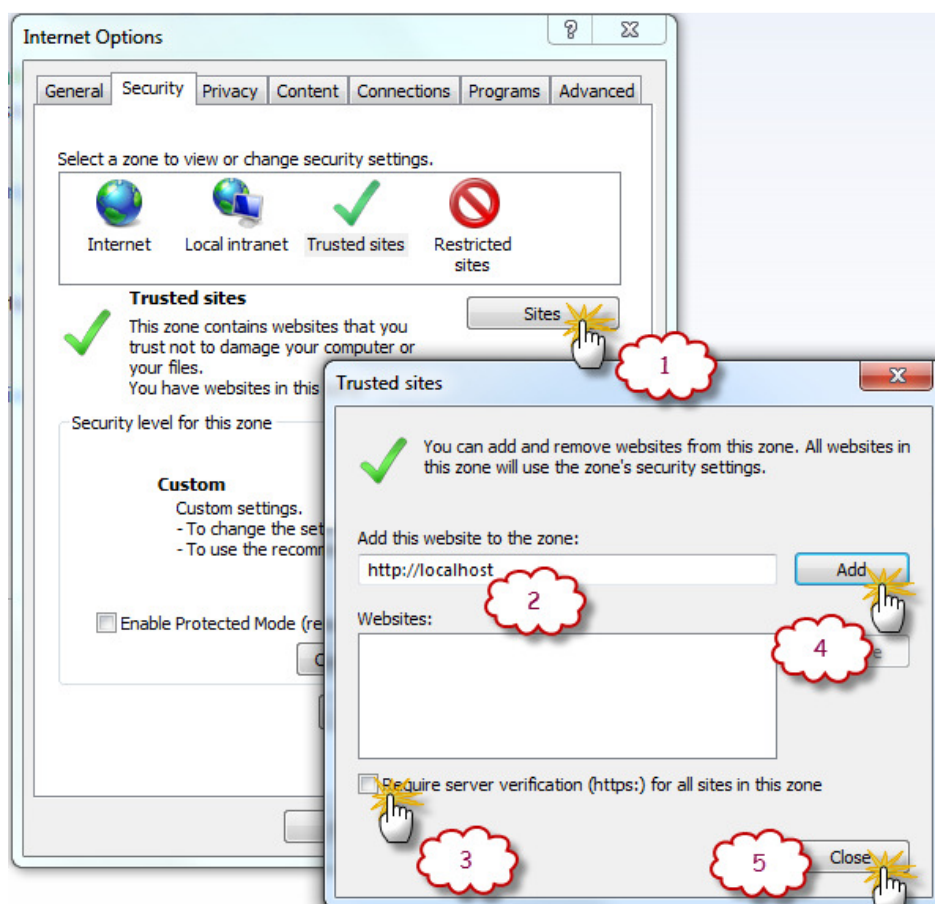 Internet Options
General Security Privacy Content Connections Programs Advanced
Select a zone to view or change security settings.
Internet Local intranet Trusted sites Restricted sites
Trusted sites
Sites
This zone contains websites that you
trust not to damage your computer or
your files.
You have websites in this
1
Security level for this zone
Custom
Custom settings.
- To change the set
- To use the recomm
Enable Protected Mode (re
Trusted sites
You can add and remove websites from this zone. All websites in
this zone will use the zone's security settings.
Add this website to the zone:
http://localhost
Add
2
Websites:
4
Require server verification (https:) for all sites in this zone
3
5
Close